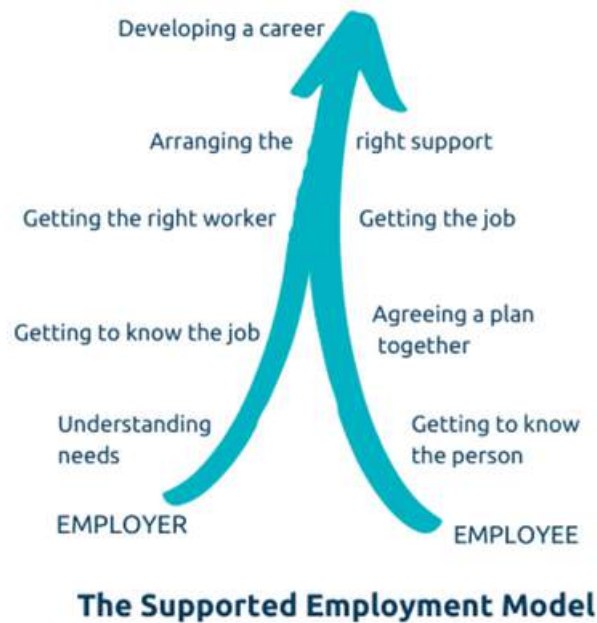 Developing a career
Arranging the right support
Getting the right worker
Getting the job
Getting to know the job
Agreeing a plan
together
Understanding
needs
Getting to know
the person
EMPLOYER
EMPLOYEE
The Supported Employment Model